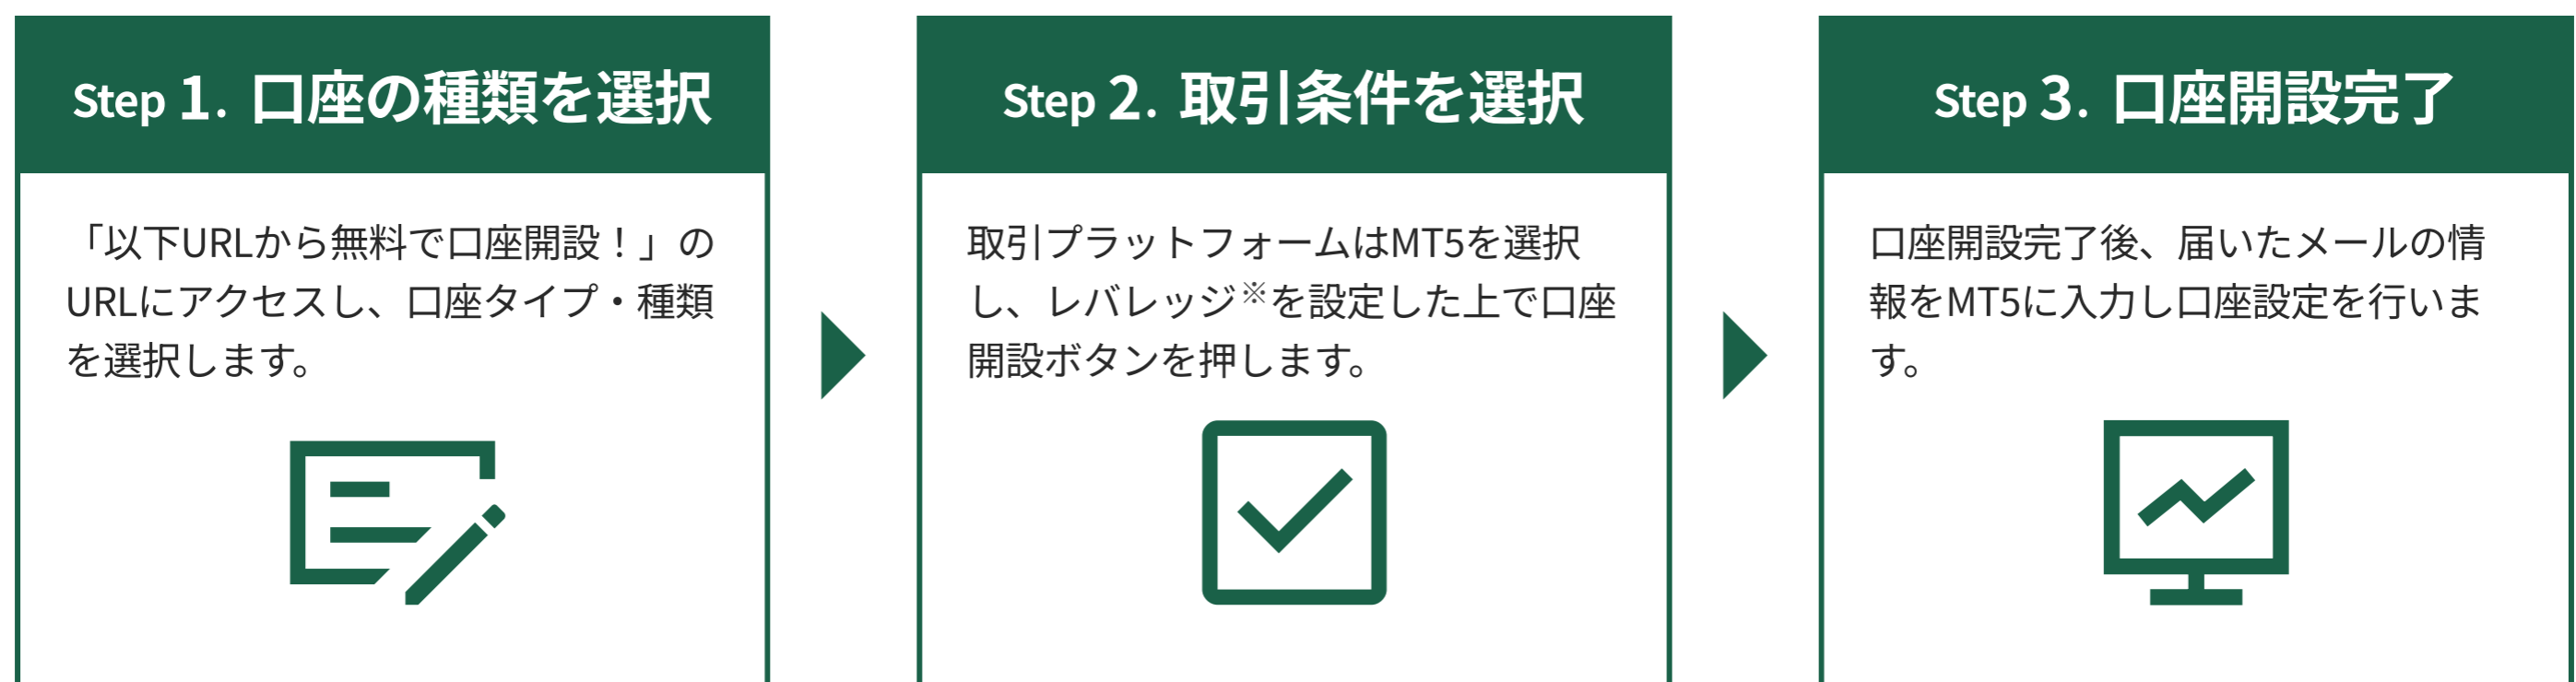 Step 1. 口座の種類を選択
「以下URLから無料で口座開設！」の
URLにアクセスし、口座タイプ・種類
を選択します。
Step 2. 取引条件を選択
取引プラットフォームはMT5を選択
し、レバレッジ※を設定した上で口座
開設ボタンを押します。
Step 3. 口座開設完了
口座開設完了後、届いたメールの情
報をMT5に入力し口座設定を行いま
す。